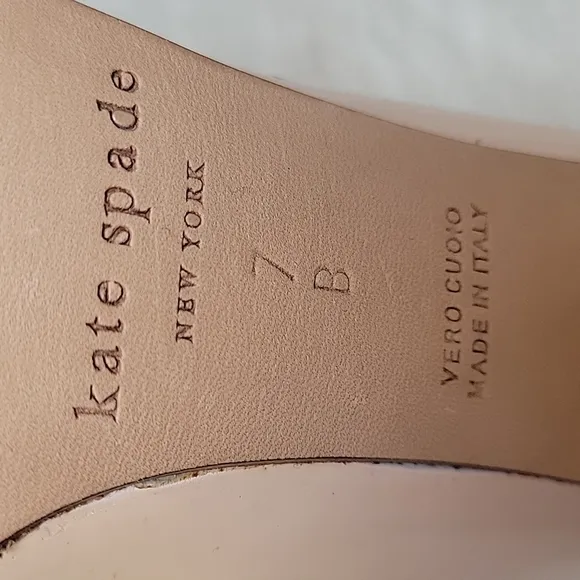 kate spade
NEW YORK
7
B
VERO CUOIO
MADE IN ITALY